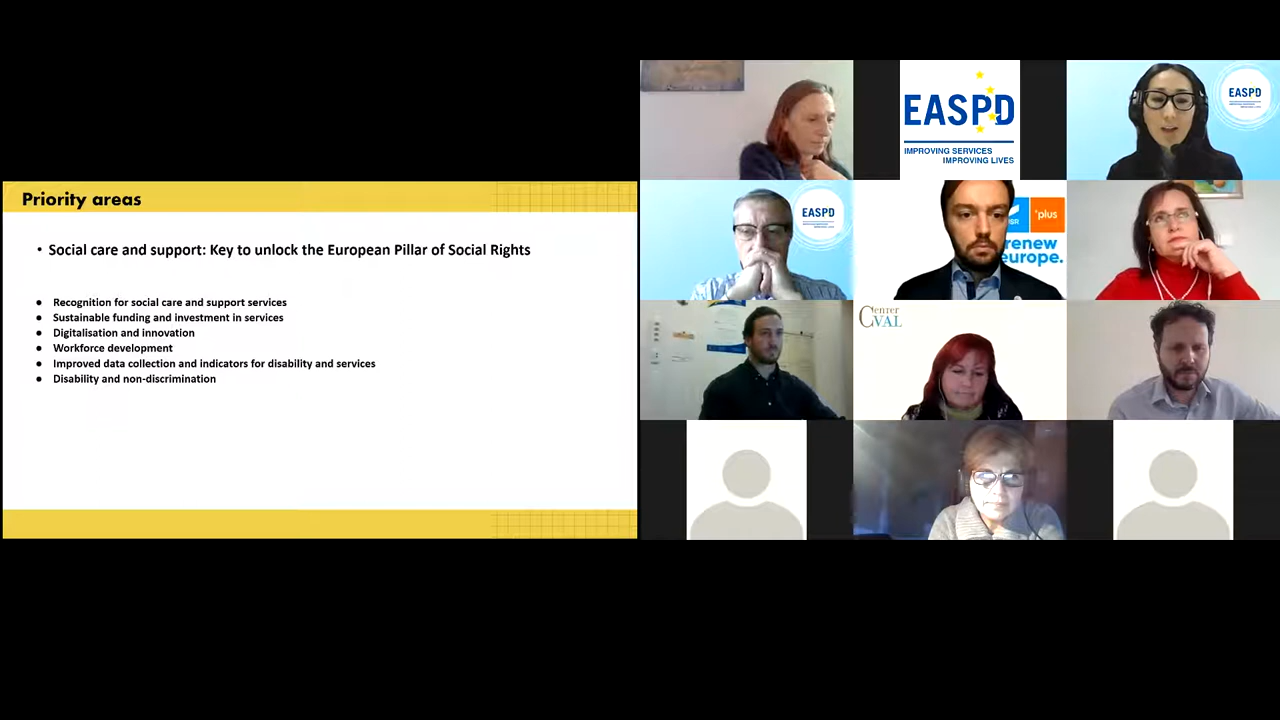 Priority areas
• Social care and support: Key to unlock the European Pillar of Social Rights
● Recognition for social care and support services
● Sustainable funding and investment in services
● Digitalisation and innovation
● Workforce development
● Improved data collection and indicators for disability and services
● Disability and non-discrimination
EASPD
IMPROVING SERVICES
IMPROVING LIVES
EASPD
EASPD
SR
plus
renew
europe.
Center
CVAL